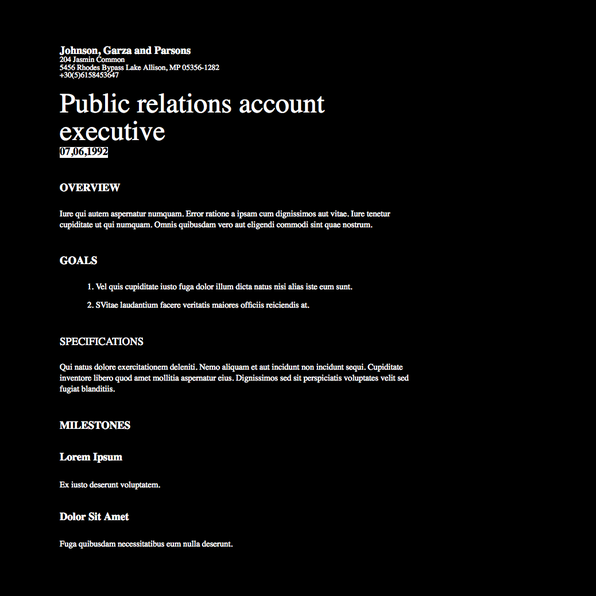 Johnson, Garza and Parsons
204 Jasmin Common
5456 Rhodes Bypass Lake Allison, MP 05356-1282
+30(5)6158453647
Public relations account
executive
07,06,1992
OVERVIEW
Iure qui autem aspernatur numquam. Error ratione a ipsam cum dignissimos aut vitae. Iure tenetur
cupiditate ut qui numquam. Omnis quibusdam vero aut eligendi commodi sint quae nostrum.
GOALS
1. Vel quis cupiditate iusto fuga dolor illum dicta natus nisi alias iste eum sunt.
2. SVitae laudantium facere veritatis maiores officiis reiciendis at.
SPECIFICATIONS
Qui natus dolore exercitationem deleniti. Nemo aliquam et aut incidunt non incidunt sequi. Cupiditate
inventore libero quod amet mollitia aspernatur eius. Dignissimos sed sit perspiciatis voluptates velit sed
fugiat blanditiis.
MILESTONES
Lorem Ipsum
Ex iusto deserunt voluptatem.
Dolor Sit Amet
Fuga quibusdam necessitatibus eum nulla deserunt.